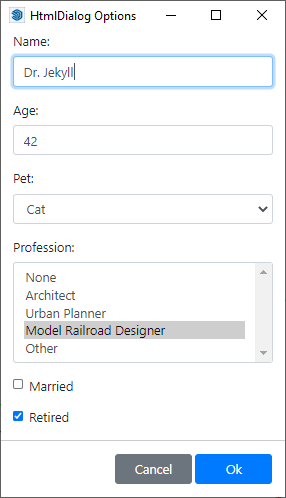 HtmlDialog Options
Name:
Dr. Jekyll
Age:
42
Pet:
Cat
Profession:
None
Architect
Urban Planner
Model Railroad Designer
Other
Married
Retired
Cancel Ok